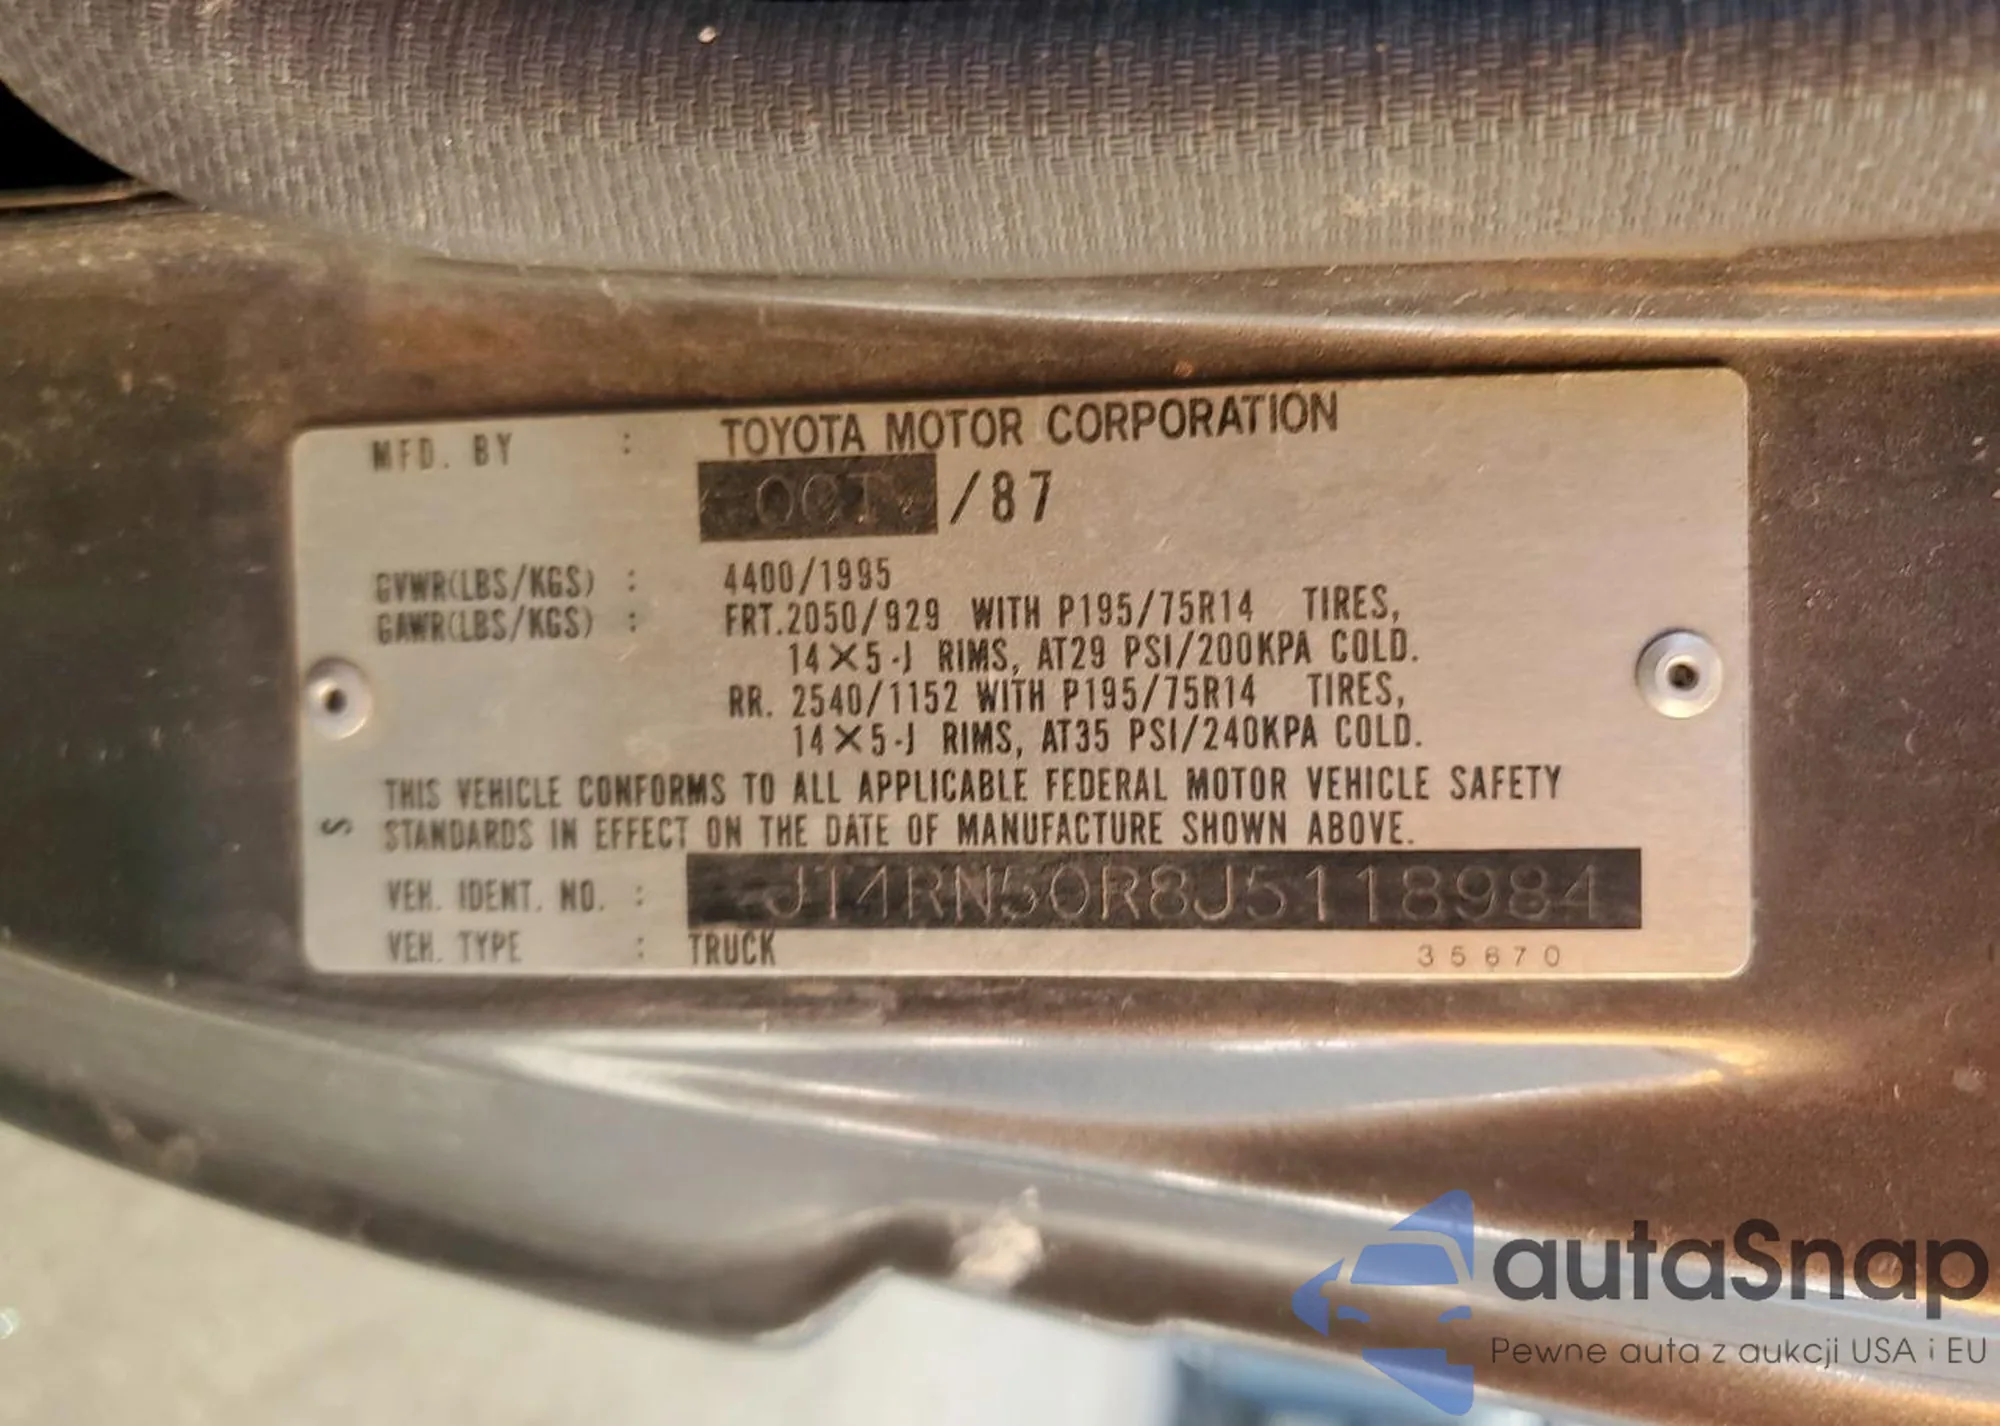 MFD. BY : TOYOTA MOTOR CORPORATION
OCT /87
GVWR(LBS/KGS) : 4400/1995
GAWR(LBS/KGS) : FRT.2050/929 WITH P195/75R14 TIRES,
14×5-J RIMS, AT29 PSI/200KPA COLD.
RR. 2540/1152 WITH P195/75R14 TIRES,
14×5-J RIMS, AT35 PSI/240KPA COLD.
THIS VEHICLE CONFORMS TO ALL APPLICABLE FEDERAL MOTOR VEHICLE SAFETY
S STANDARDS IN EFFECT ON THE DATE OF MANUFACTURE SHOWN ABOVE.
VEH. IDENT. NO. : JT4RN50R8J5118984
VEH. TYPE : TRUCK 35670
autaSnap
Pewne auta z aukcji USA i EU